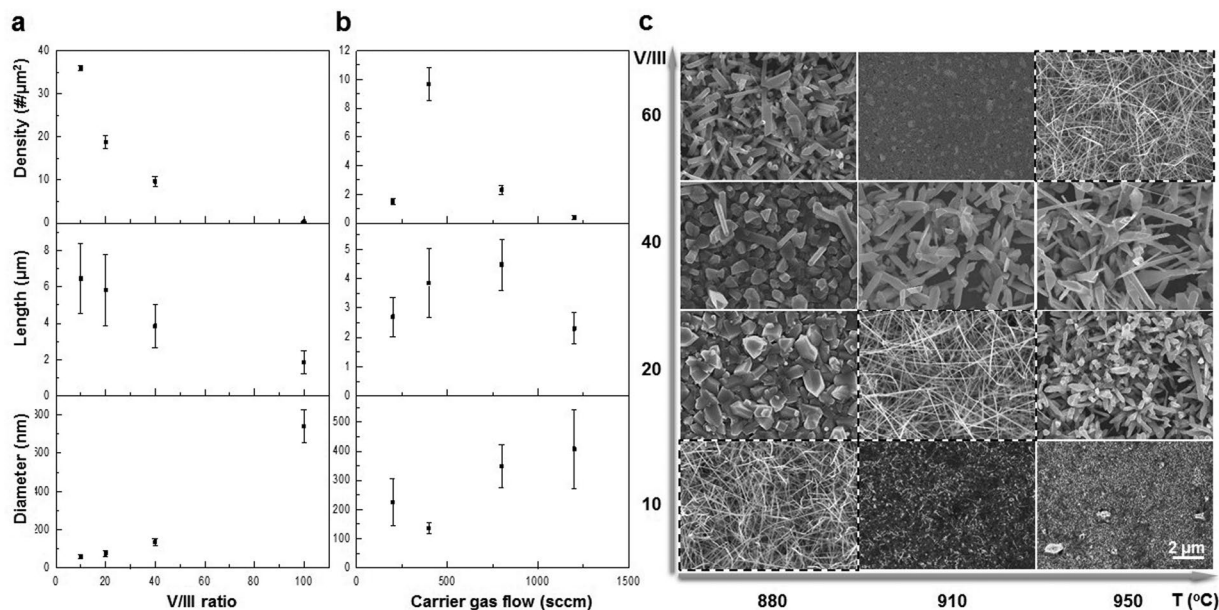 a
b
c
Density (#/μm²)
40
30
20
10
0
12
10
8
6
4
2
0
Length (μm)
8
6
4
2
0
5
4
3
2
1
0
Diameter (nm)
800
600
400
200
0
500
400
300
200
100
0
0 20 40 60 80 100
V/III ratio
0 500 1000 1500
Carrier gas flow (sccm)
V/III
60
40
20
10
2 μm
880 910 950 T (°C)